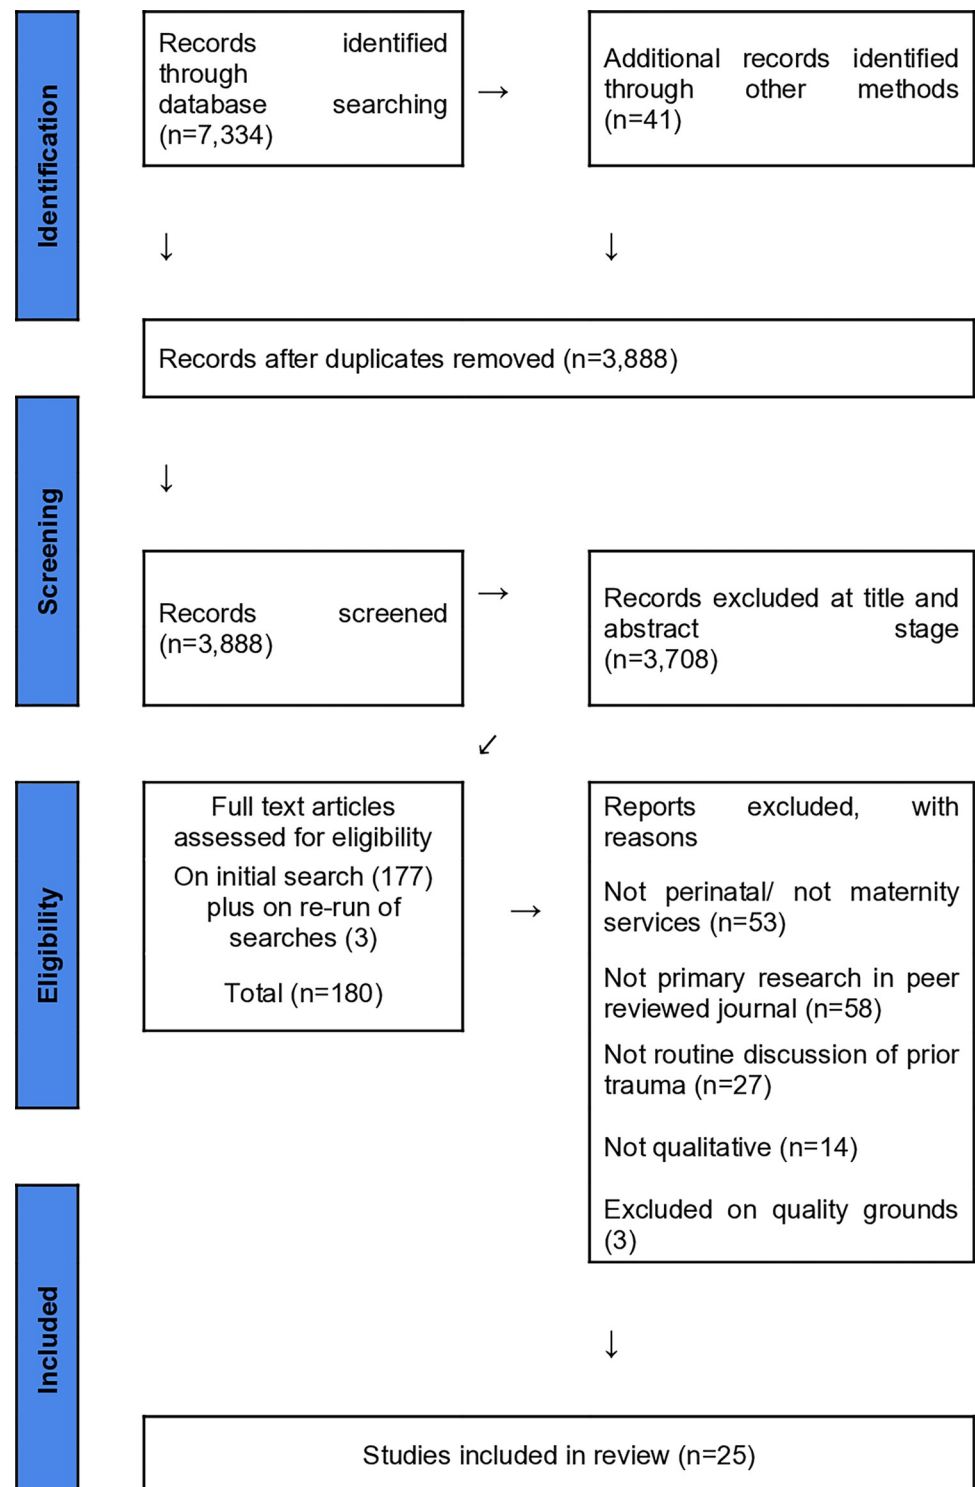 Identification
Records identified
through
database searching
(n=7,334)
→
Additional records identified
through other methods
(n=41)
↓
↓
Records after duplicates removed (n=3,888)
Screening
↓
Records screened
(n=3,888)
→
Records excluded at title and
abstract stage
(n=3,708)
↙
Eligibility
Full text articles
assessed for eligibility
On initial search (177)
plus on re-run of
searches (3)
Total (n=180)
→
Reports excluded, with
reasons
Not perinatal/ not maternity
services (n=53)
Not primary research in peer
reviewed journal (n=58)
Not routine discussion of prior
trauma (n=27)
Not qualitative (n=14)
Excluded on quality grounds
(3)
Included
↓
Studies included in review (n=25)